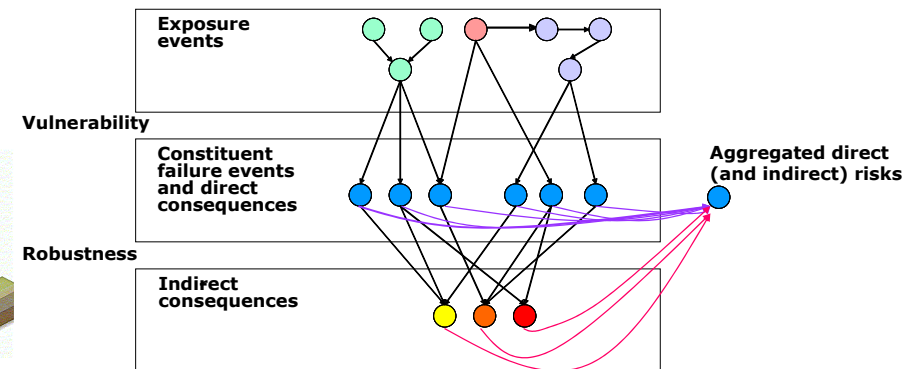 Exposure
events
Vulnerability
Constituent
failure events
and direct
consequences
Aggregated direct
(and indirect) risks
Robustness
Indirect
consequences